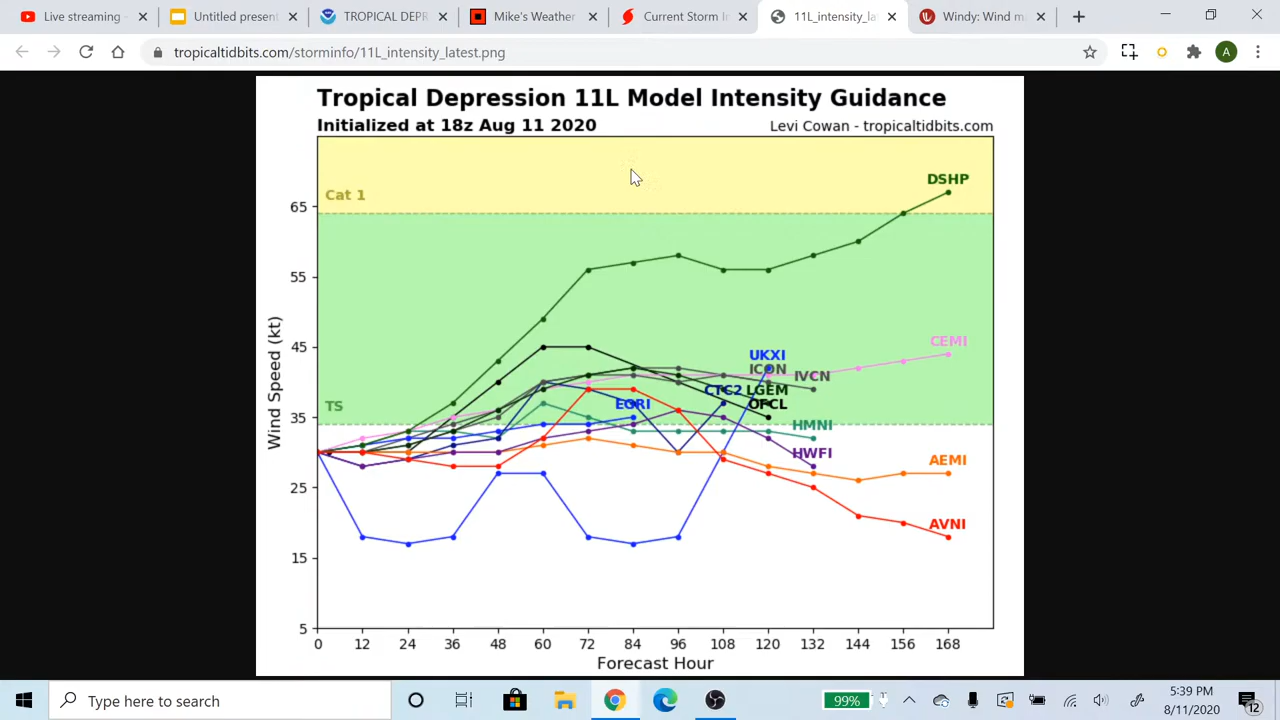 Live streaming -
Untitled present
TROPICAL DEPR
Mike's Weather
Current Storm I
11L_intensity_lat
Windy: Wind m
tropicaltidbits.com/storminfo/11L_intensity_latest.png
A
Tropical Depression 11L Model Intensity Guidance
Initialized at 18z Aug 11 2020
Levi Cowan - tropicaltidbits.com
DSHP
Cat 1
65
55
45
35
25
15
5
Wind Speed (kt)
CEMI
UKXI
ICON
IVCN
CTC2
LGEM
EGRI
OFCL
TS
HMNI
HWFI
AEMI
AVNI
0 12 24 36 48 60 72 84 96 108 120 132 144 156 168
Forecast Hour
Type here to search
99%
5:39 PM
8/11/2020
12